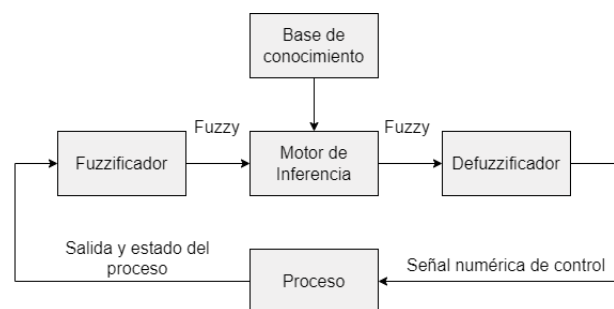 Base de
conocimiento
Fuzzy
Fuzzy
Fuzzificador
Motor de
Inferencia
Defuzzificador
Salida y estado del
proceso
Proceso
Señal numérica de control